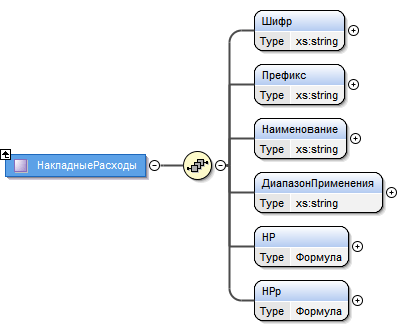 Шифр
Type xs:string
Префикс
Type xs:string
Наименование
Type xs:string
НакладныеРасходы
ДиапазонПрименения
Type xs:string
НР
Type Формула
НРр
Type Формула